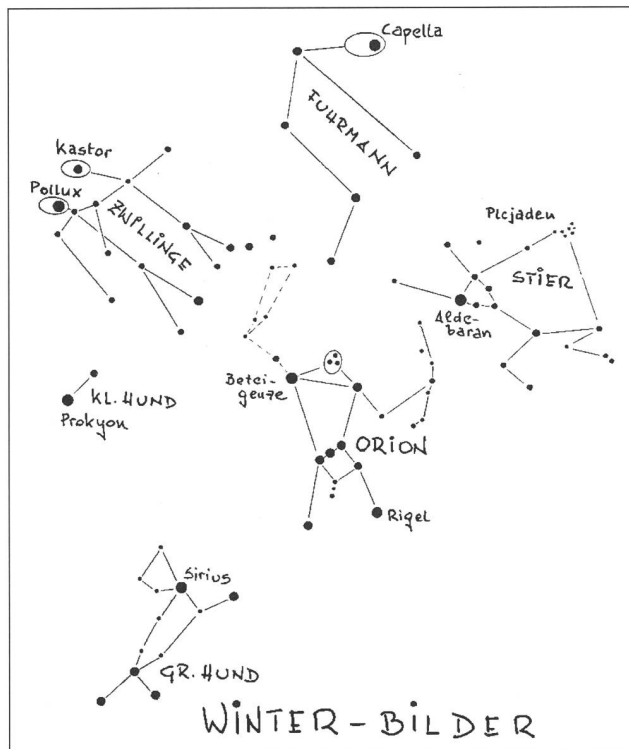 Capella
FUHRMANN
Kastor
Pollux
ZWILLINGE
Plejaden
STIER
Alde-
baran
Betei-
geuze
KL. HUND
Prokyon
ORION
Rigel
Sirius
GR. HUND
WINTER-BILDER